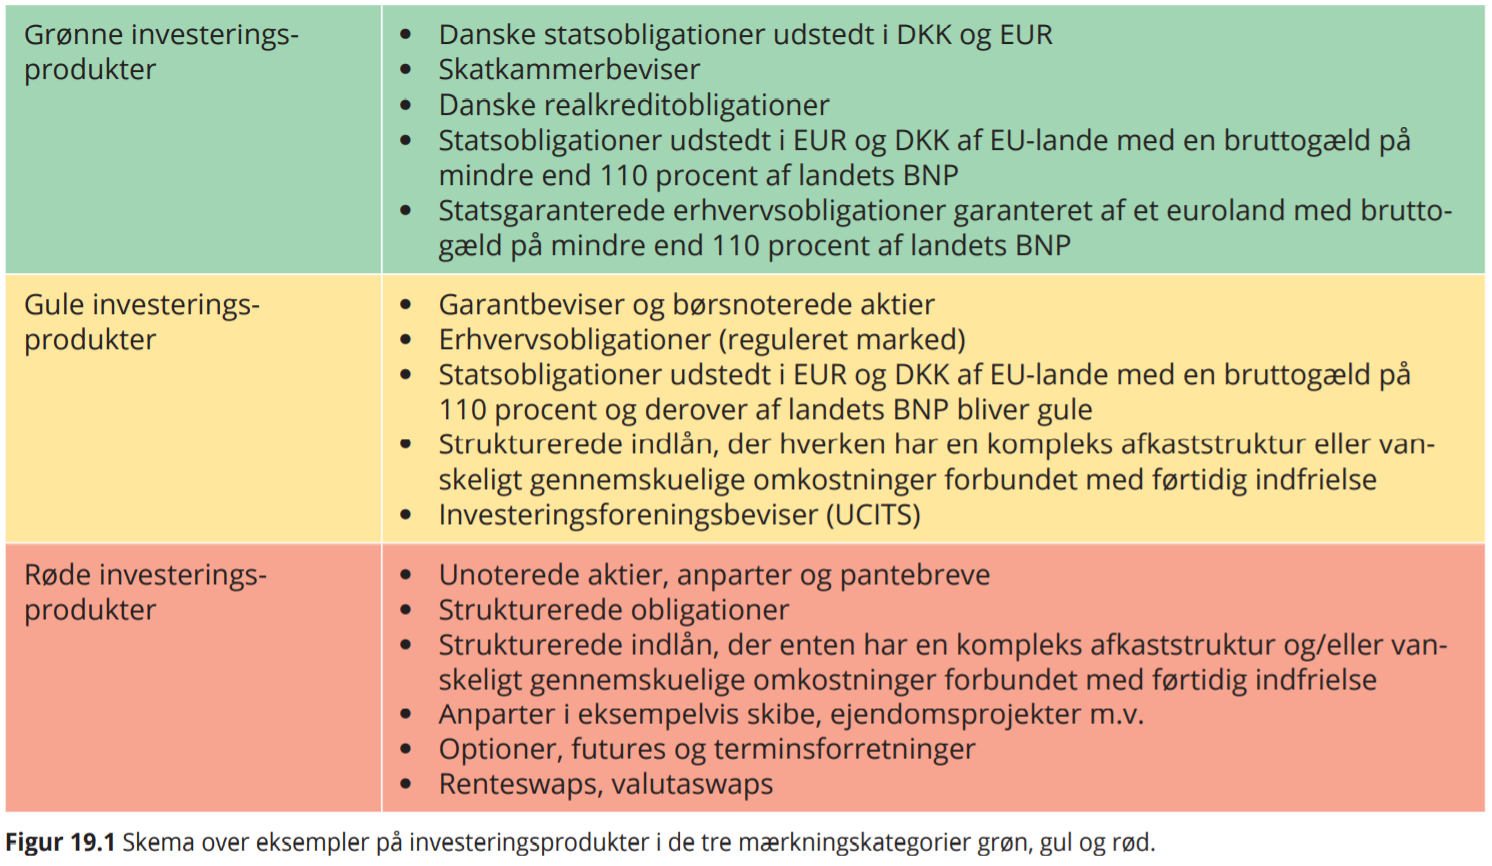 Grønne investerings-
produkter
• Danske statsobligationer udstedt i DKK og EUR
• Skatkammerbeviser
• Danske realkreditobligationer
• Statsobligationer udstedt i EUR og DKK af EU-lande med en bruttogæld på
mindre end 110 procent af landets BNP
• Statsgaranterede erhvervsobligationer garanteret af et euroland med brutto-
gæld på mindre end 110 procent af landets BNP
Gule investerings-
produkter
• Garantbeviser og børsnoterede aktier
• Erhvervsobligationer (reguleret marked)
• Statsobligationer udstedt i EUR og DKK af EU-lande med en bruttogæld på
110 procent og derover af landets BNP bliver gule
• Strukturerede indlån, der hverken har en kompleks afkaststruktur eller van-
skeligt gennemskuelige omkostninger forbundet med førtidig indfrielse
• Investeringsforeningsbeviser (UCITS)
Røde investerings-
produkter
• Unoterede aktier, anparter og pantebreve
• Strukturerede obligationer
• Strukturerede indlån, der enten har en kompleks afkaststruktur og/eller van-
skeligt gennemskuelige omkostninger forbundet med førtidig indfrielse
• Anparter i eksempelvis skibe, ejendomsprojekter m.v.
• Optioner, futures og terminsforretninger
• Renteswaps, valutaswaps
Figur 19.1 Skema over eksempler på investeringsprodukter i de tre mærkningskategorier grøn, gul og rød.